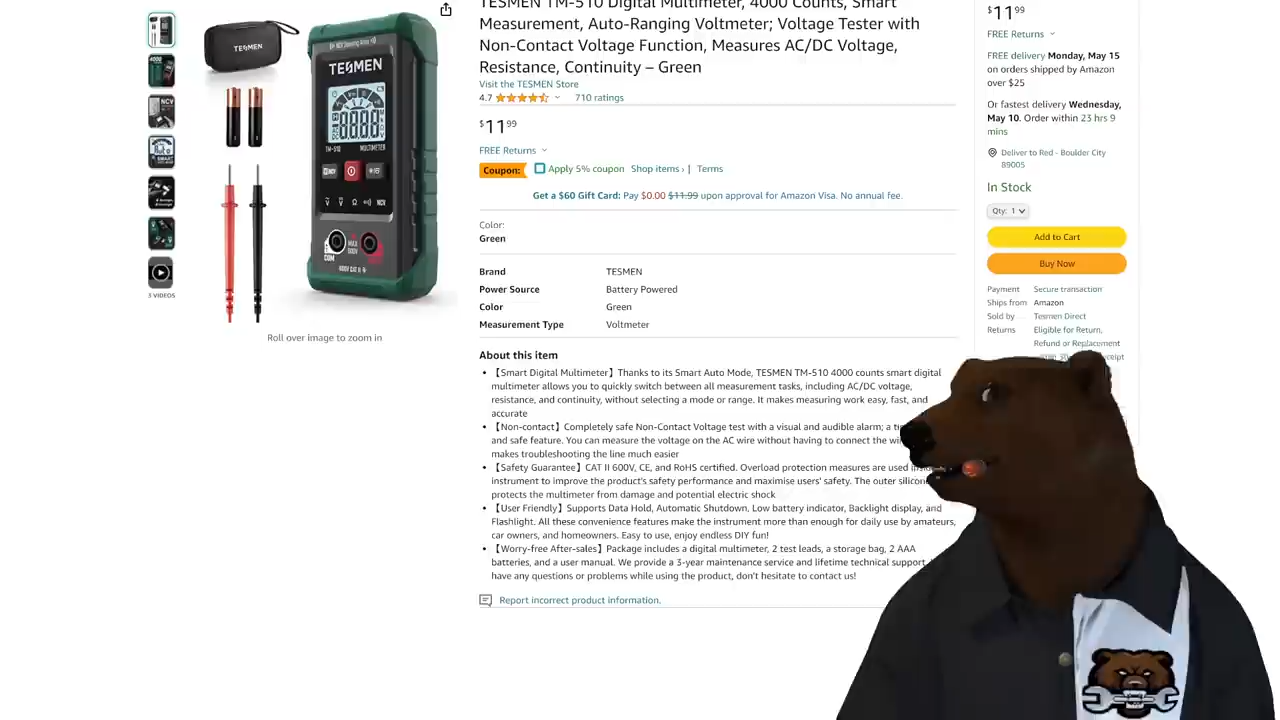 TESMEN TM-510 Digital Multimeter, 4000 Counts, Smart
Measurement, Auto-Ranging Voltmeter; Voltage Tester with
Non-Contact Voltage Function, Measures AC/DC Voltage,
Resistance, Continuity – Green
Visit the TESMEN Store
4.7 710 ratings
$11 99
FREE Returns
Coupon: Apply 5% coupon Shop items › | Terms
Get a $60 Gift Card: Pay $0.00 $11.99 upon approval for Amazon Visa. No annual fee.
Color:
Green
Brand TESMEN
Power Source Battery Powered
Color Green
Measurement Type Voltmeter
About this item
• 【Smart Digital Multimeter】Thanks to its Smart Auto Mode, TESMEN TM-510 4000 counts smart digital
multimeter allows you to quickly switch between all measurement tasks, including AC/DC voltage,
resistance, and continuity, without selecting a mode or range. It makes measuring work easy, fast, and
accurate
• 【Non-contact】Completely safe Non-Contact Voltage test with a visual and audible alarm; a
and safe feature. You can measure the voltage on the AC wire without having to connect the
makes troubleshooting the line much easier
• 【Safety Guarantee】CAT II 600V, CE, and RoHS certified. Overload protection measures are used
instrument to improve the product's safety performance and maximise users' safety. The outer
protects the multimeter from damage and potential electric shock
• 【User Friendly】Supports Data Hold, Automatic Shutdown, Low battery indicator, Backlight display, and
Flashlight. All these convenience features make the instrument more than enough for daily use by amateurs,
car owners, and homeowners. Easy to use, enjoy endless DIY fun!
• 【Worry-free After-sales】Package includes a digital multimeter, 2 test leads, a storage bag, 2 AAA
batteries, and a user manual. We provide a 3-year maintenance service and lifetime technical support.
have any questions or problems while using the product, don't hesitate to contact us!
Report incorrect product information.
TESMEN
TESMEN
TM-510 MULTIMETER
NCV
COM
MAX
600V
600V CAT II
3 VIDEOS
Roll over image to zoom in
$11 99
FREE Returns
FREE delivery Monday, May 15
on orders shipped by Amazon
over $25
Or fastest delivery Wednesday,
May 10. Order within 23 hrs 9
mins
Deliver to Red - Boulder City
89005
In Stock
Qty: 1
Add to Cart
Buy Now
Payment Secure transaction
Ships from Amazon
Sold by Tesmen Direct
Returns Eligible for Return,
Refund or Replacement